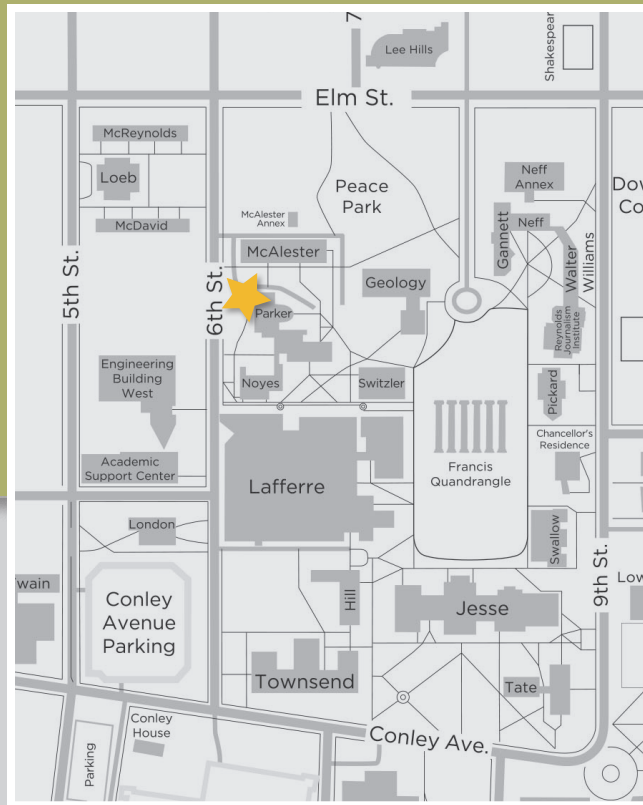 7
Lee Hills
Shakespear
Elm St.
McReynolds
Loeb
McDavid
Peace
Park
Neff
Annex
Dow
Co
McAlester
Annex
Neff
Gannett
McAlester
Walter
Williams
5th St.
6th St.
Geology
Parker
Reynolds
Journalism
Institute
Engineering
Building
West
Noyes
Switzler
Pickard
Chancellor's
Residence
Academic
Support Center
Lafferre
Francis
Quadrangle
London
Swallow
9th St.
wain
Conley
Avenue
Parking
Hill
Jesse
Low
Townsend
Tate
Conley
House
Conley Ave.
Parking